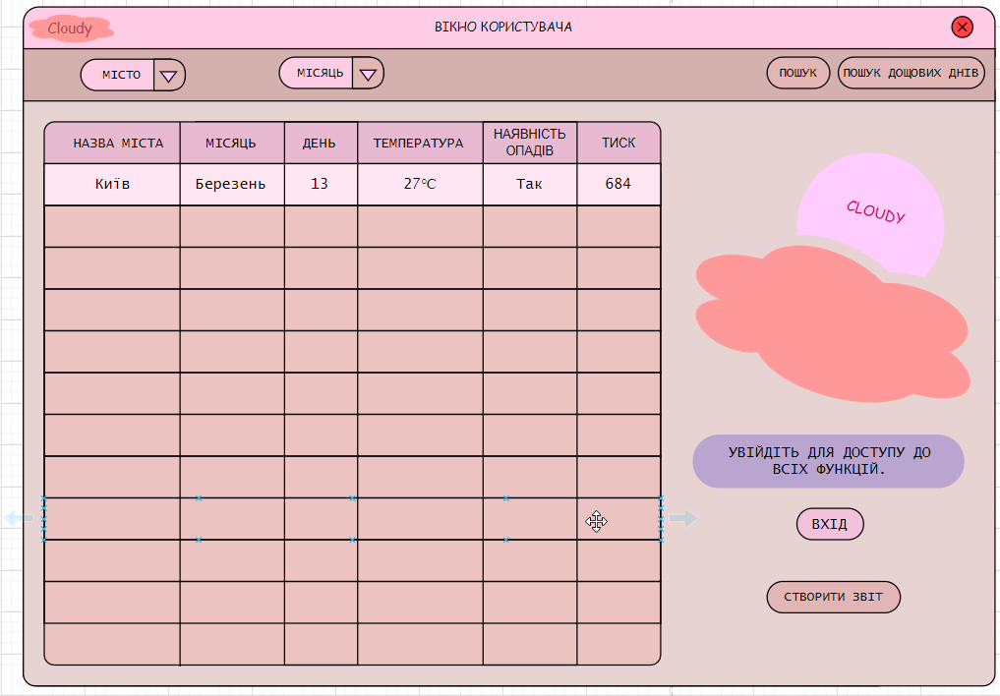 Cloudy
ВІКНО КОРИСТУВАЧА
МІСТО
МІСЯЦЬ
ПОШУК
ПОШУК ДОЩОВИХ ДНІВ
НАЗВА МІСТА
МІСЯЦЬ
ДЕНЬ
ТЕМПЕРАТУРА
НАЯВНІСТЬ
ОПАДІВ
ТИСК
Київ
Березень
13
27°C
Так
684
CLOUDY
УВІЙДІТЬ ДЛЯ ДОСТУПУ ДО
ВСІХ ФУНКЦІЙ.
ВХІД
СТВОРИТИ ЗВІТ